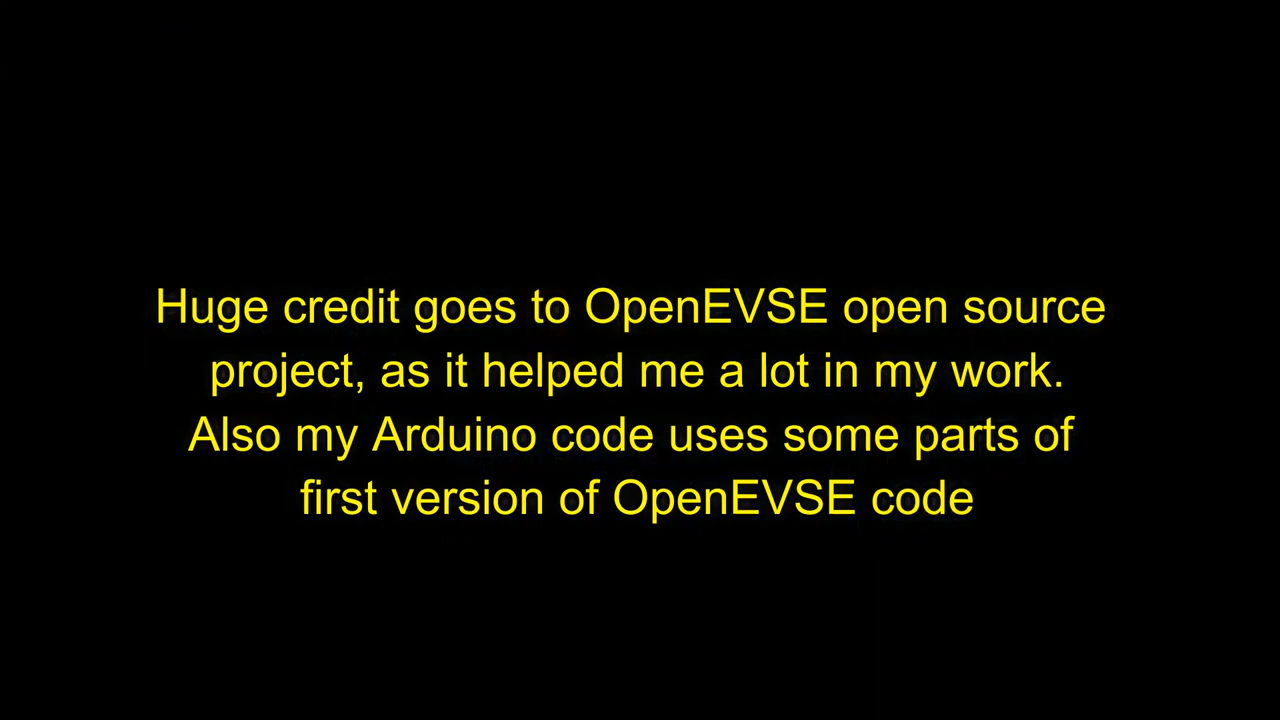 Huge credit goes to OpenEVSE open source
project, as it helped me a lot in my work.
Also my Arduino code uses some parts of
first version of OpenEVSE code